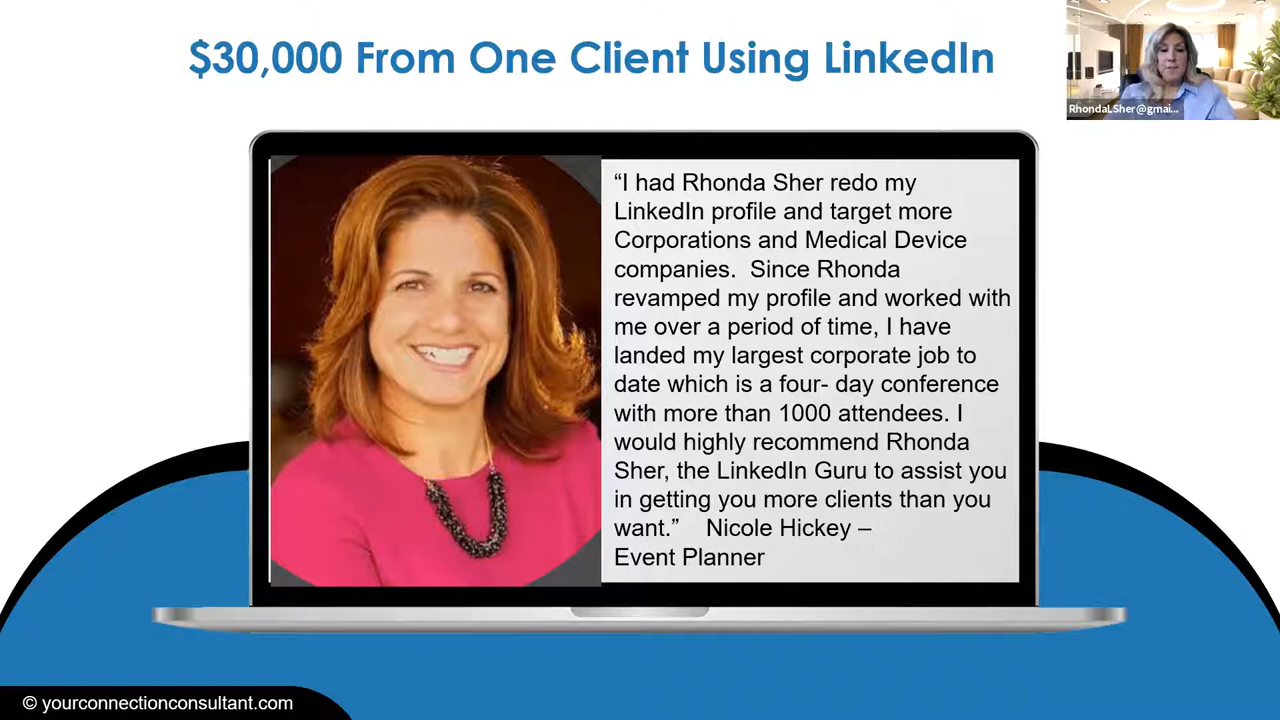 $30,000 From One Client Using LinkedIn
RhondaLSher@gmai...
“I had Rhonda Sher redo my
LinkedIn profile and target more
Corporations and Medical Device
companies.  Since Rhonda
revamped my profile and worked with
me over a period of time, I have
landed my largest corporate job to
date which is a four- day conference
with more than 1000 attendees. I
would highly recommend Rhonda
Sher, the LinkedIn Guru to assist you
in getting you more clients than you
want.”    Nicole Hickey –
Event Planner
© yourconnectionconsultant.com